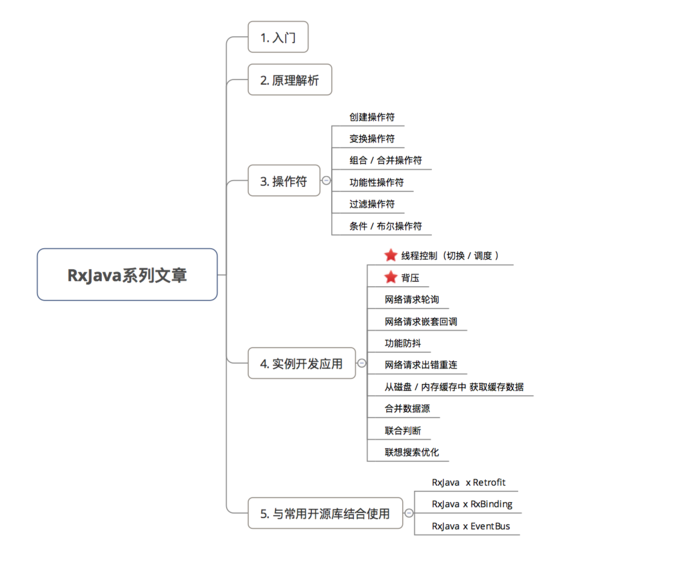 1. 入门
2. 原理解析
创建操作符
变换操作符
组合 / 合并操作符
3. 操作符
功能性操作符
过滤操作符
条件 / 布尔操作符
线程控制（切换 / 调度 ）
RxJava系列文章
背压
网络请求轮询
网络请求嵌套回调
功能防抖
4. 实例开发应用
网络请求出错重连
从磁盘 / 内存缓存中 获取缓存数据
合并数据源
联合判断
联想搜索优化
RxJava x Retrofit
5. 与常用开源库结合使用
RxJava x RxBinding
RxJava x EventBus